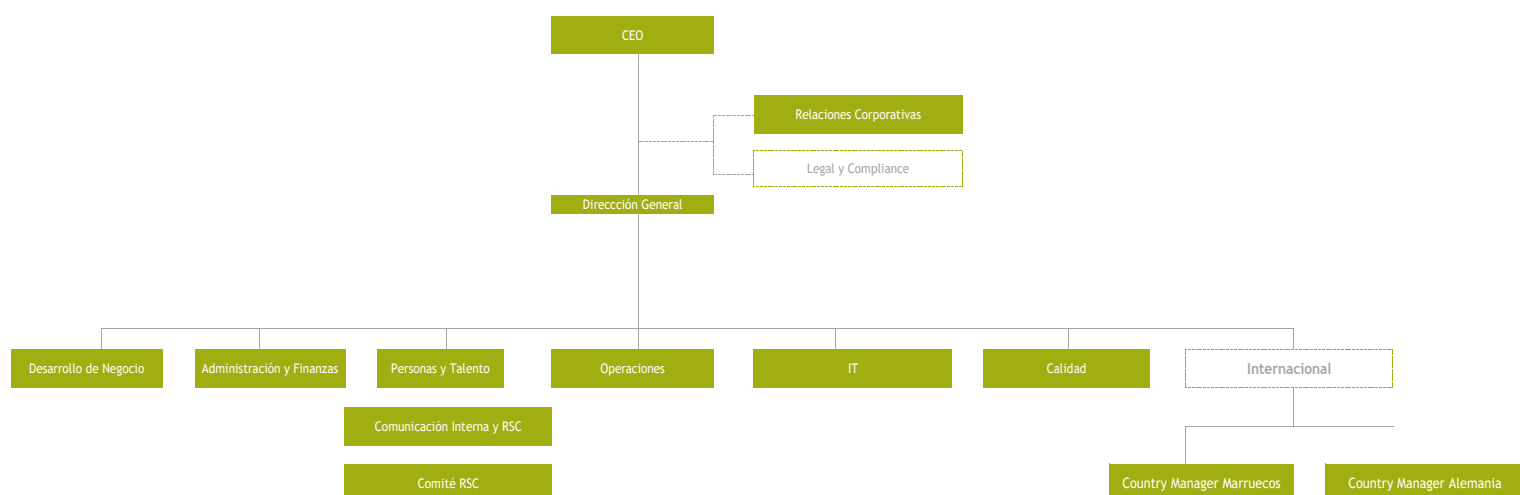 CEO
Relaciones Corporativas
Legal y Compliance
Direccción General
Desarrollo de Negocio
Administración y Finanzas
Personas y Talento
Operaciones
IT
Calidad
Internacional
Comunicación Interna y RSC
Comité RSC
Country Manager Marruecos
Country Manager Alemania